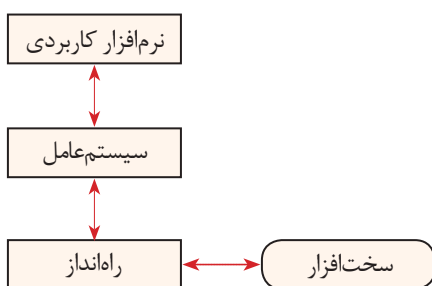 نرم‌افزار کاربردی
سیستم‌عامل
راه‌انداز
سخت‌افزار